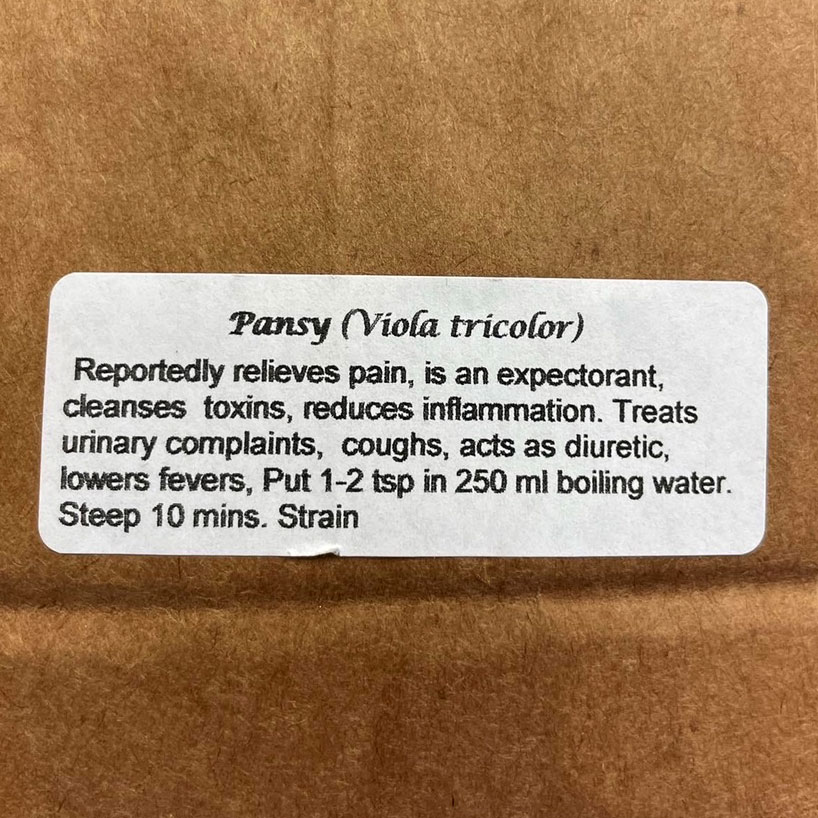 Pansy (Viola tricolor)
Reportedly relieves pain, is an expectorant,
cleanses toxins, reduces inflammation. Treats
urinary complaints, coughs, acts as diuretic,
lowers fevers, Put 1-2 tsp in 250 ml boiling water.
Steep 10 mins. Strain